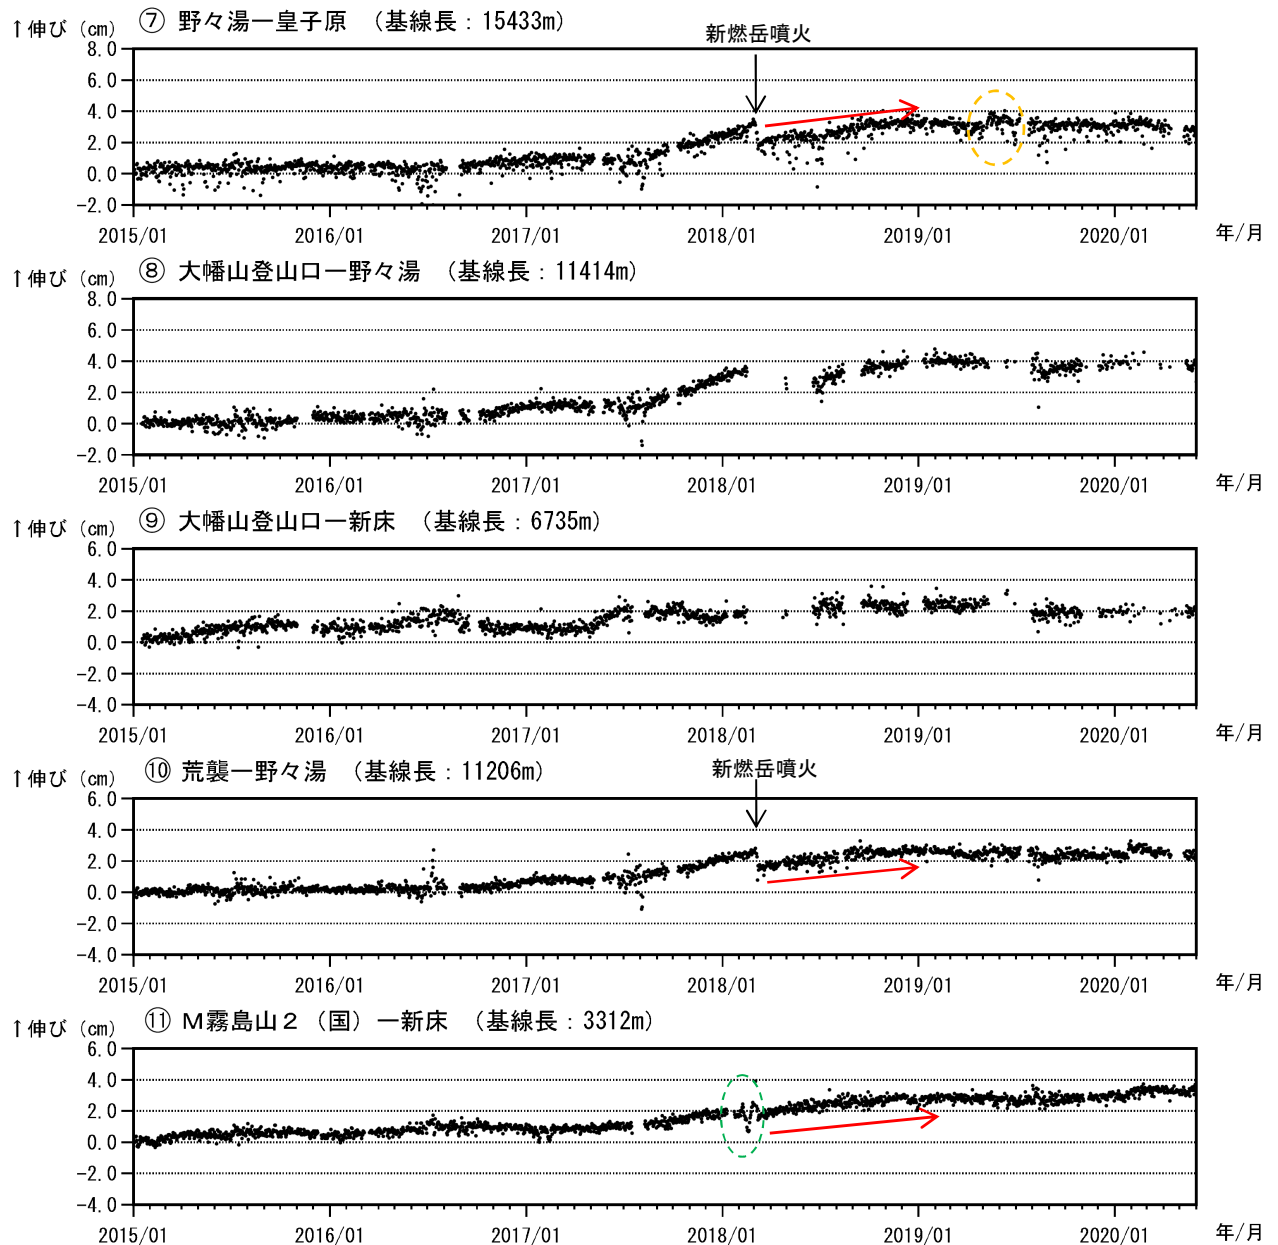 ⑦ 野々湯ー皇子原 （基線長：15433m）
↑伸び（cm）
新燃岳噴火
8.0
6.0
4.0
2.0
0.0
-2.0
2015/01 2016/01 2017/01 2018/01 2019/01 2020/01 年/月
⑧ 大幡山登山口ー野々湯 （基線長：11414m）
↑伸び（cm）
8.0
6.0
4.0
2.0
0.0
-2.0
2015/01 2016/01 2017/01 2018/01 2019/01 2020/01 年/月
⑨ 大幡山登山口ー新床 （基線長：6735m）
↑伸び（cm）
6.0
4.0
2.0
0.0
-2.0
-4.0
2015/01 2016/01 2017/01 2018/01 2019/01 2020/01 年/月
⑩ 荒襲ー野々湯 （基線長：11206m）
↑伸び（cm）
新燃岳噴火
6.0
4.0
2.0
0.0
-2.0
-4.0
2015/01 2016/01 2017/01 2018/01 2019/01 2020/01 年/月
⑪ M霧島山２（国）ー新床 （基線長：3312m）
↑伸び（cm）
6.0
4.0
2.0
0.0
-2.0
-4.0
2015/01 2016/01 2017/01 2018/01 2019/01 2020/01 年/月